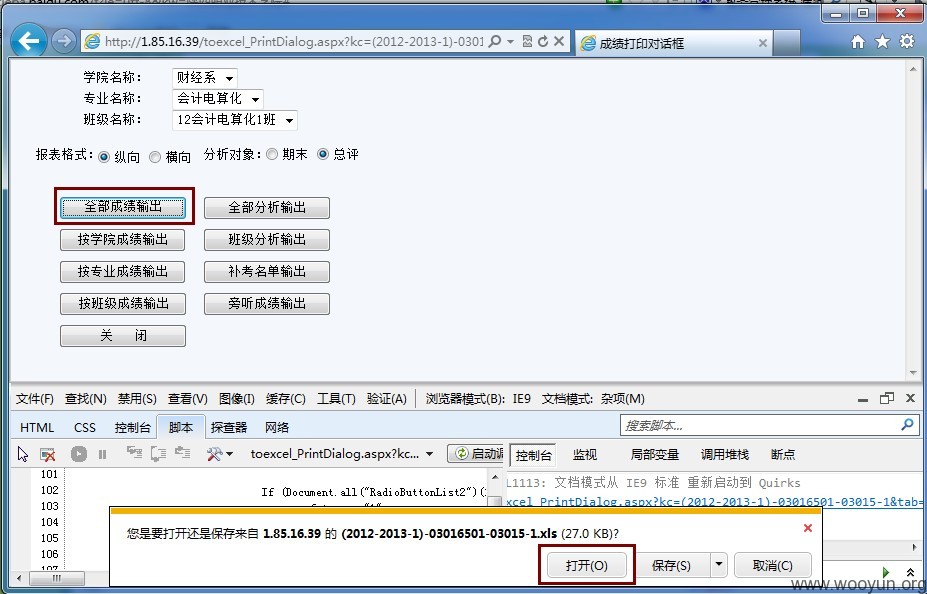 http://1.85.16.39/toexcel_PrintDialog.aspx?kc=(2012-2013-1)-0301
成绩打印对话框
学院名称： 财经系
专业名称： 会计电算化
班级名称： 12会计电算化1班
报表格式： 纵向 横向 分析对象： 期末 总评
全部成绩输出 全部分析输出
按学院成绩输出 班级分析输出
按专业成绩输出 补考名单输出
按班级成绩输出 旁听成绩输出
关 闭
文件(F) 查找(N) 禁用(S) 查看(V) 图像(I) 缓存(C) 工具(T) 验证(A) 浏览器模式(B): IE9 文档模式: 杂项(M)
HTML CSS 控制台 脚本 探查器 网络 搜索脚本...
toexcel_PrintDialog.aspx?kc... 启动调 控制台 监视 局部变量 调用堆栈 断点
101
102 If (Document.all("RadioButtonList2")(
103
104
105
106
107
L1113: 文档模式从 IE9 标准 重新启动到 Quirks
xcel_PrintDialog.aspx?kc=(2012-2013-1)-03016501-03015-1&tab=
您是要打开还是保存来自 1.85.16.39 的 (2012-2013-1)-03016501-03015-1.xls (27.0 KB)?
打开(O) 保存(S) 取消(C)
www.wooyun.org